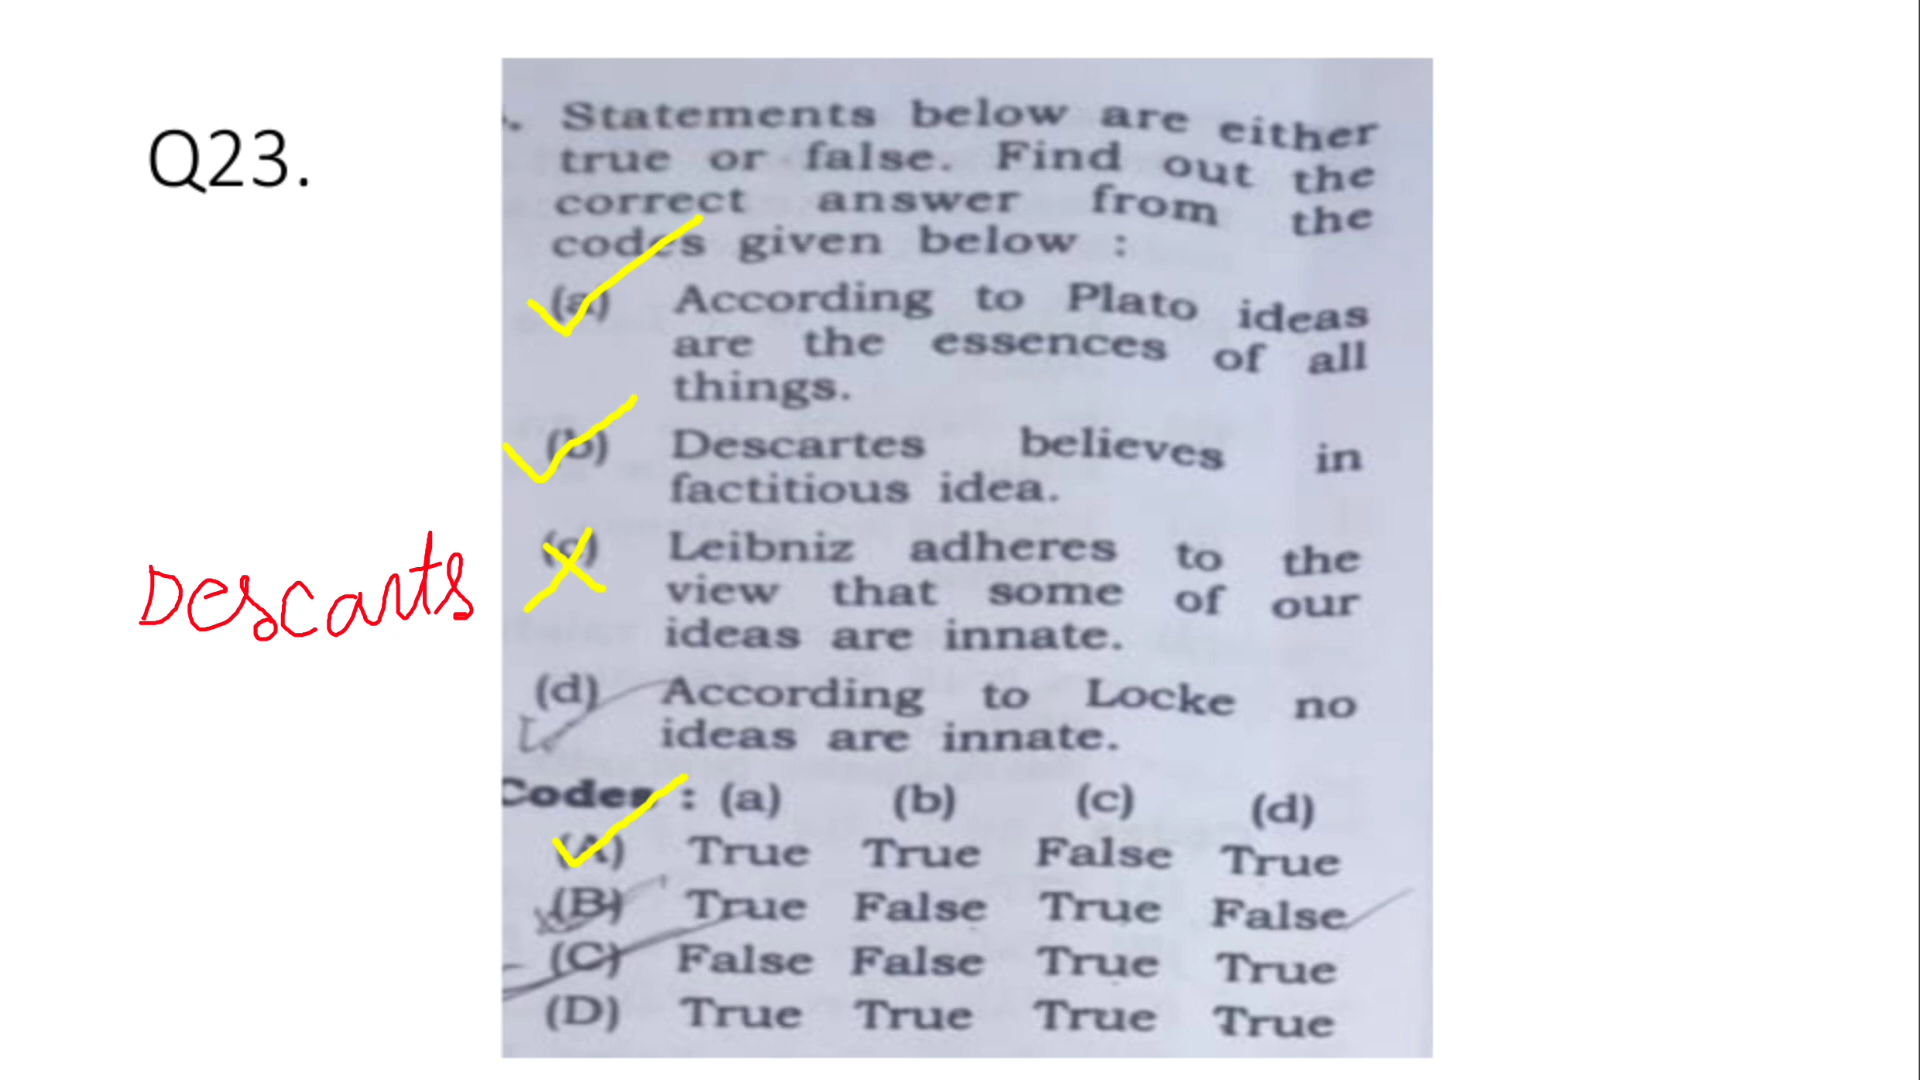 Q23.
Statements below are either
true or false. Find out the
correct answer from the
codes given below :
(a) According to Plato ideas
are the essences of all
things.
(b) Descartes believes in
factitious idea.
Descarts
(c) Leibniz adheres to the
view that some of our
ideas are innate.
(d) According to Locke no
ideas are innate.
Codes : (a) (b) (c) (d)
(A) True True False True
(B) True False True False
(C) False False True True
(D) True True True True